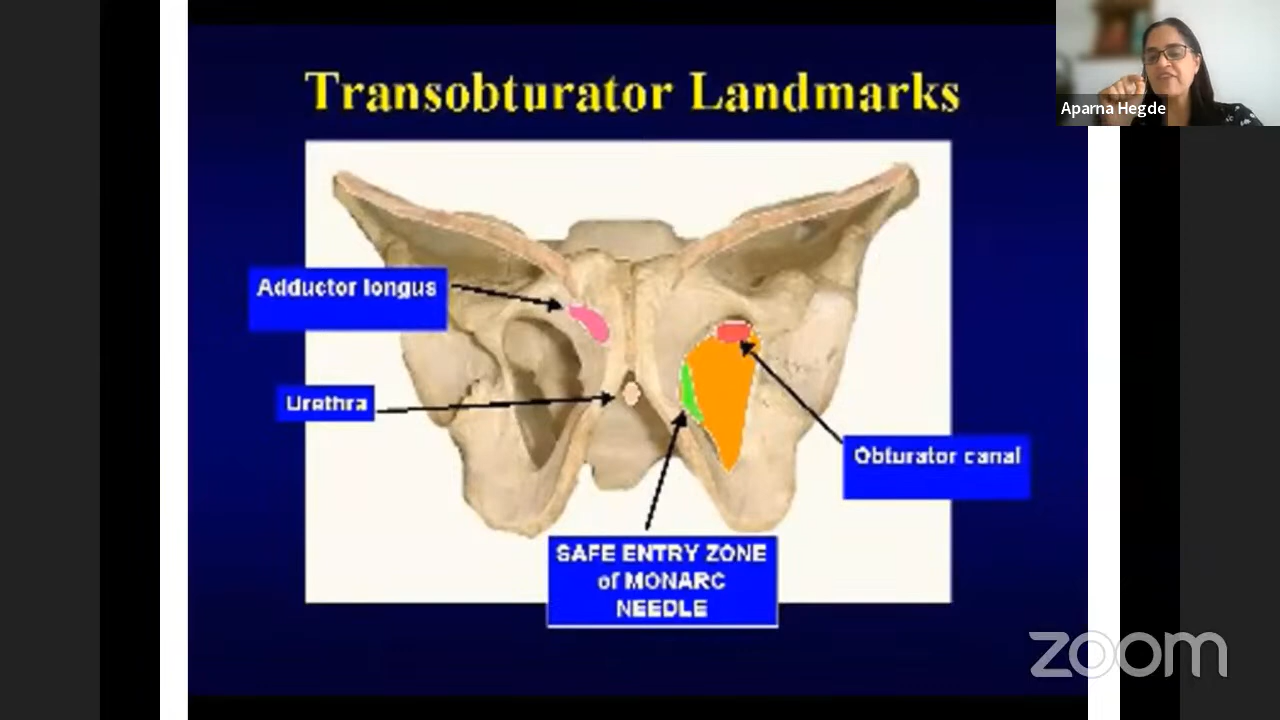 Transobturator Landmarks
Aparna Hegde
Adductor longus
Urethra
Obturator canal
SAFE ENTRY ZONE
of MONARC
NEEDLE
zoom